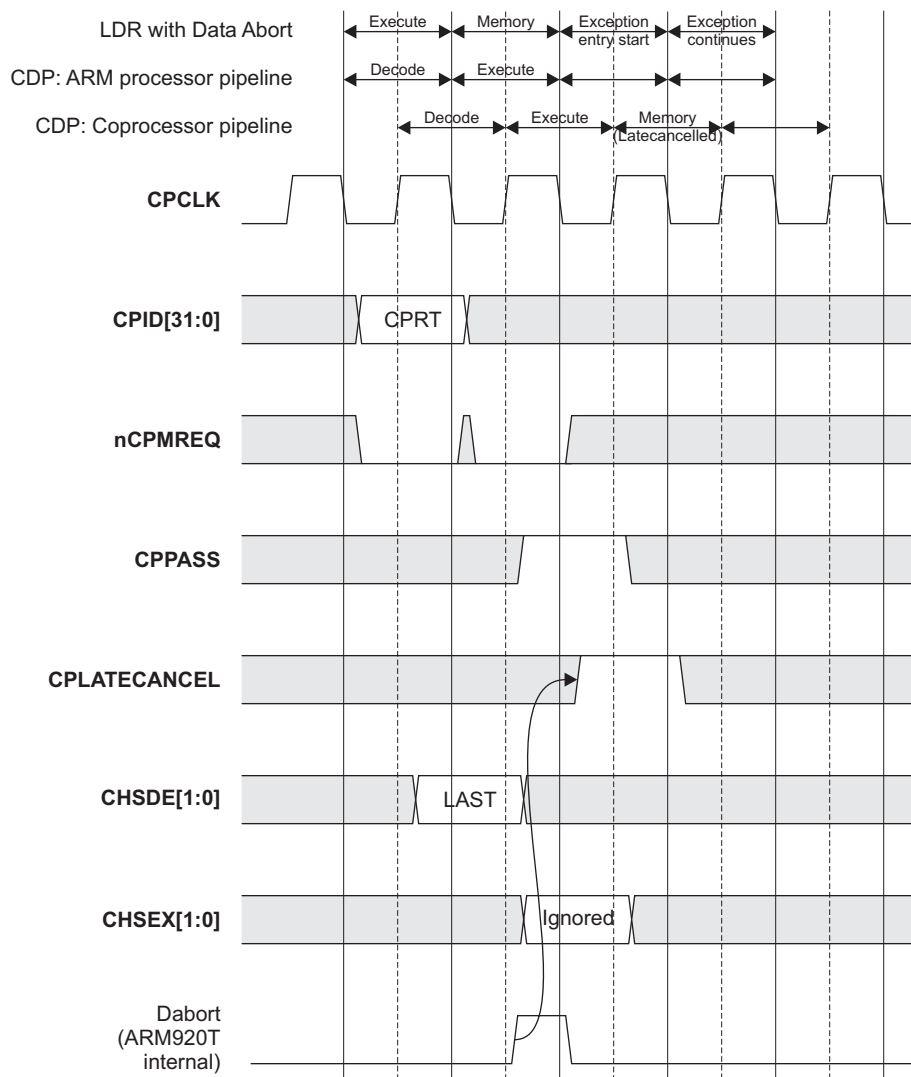 LDR with Data Abort
Execute
Memory
Exception
entry start
Exception
continues
CDP: ARM processor pipeline
Decode
Execute
CDP: Coprocessor pipeline
Decode
Execute
Memory
(Latecancelled)
CPCLK
CPID[31:0]
CPRT
nCPMREQ
CPPASS
CPLATECANCEL
CHSDE[1:0]
LAST
CHSEX[1:0]
Ignored
Dabort
(ARM920T
internal)